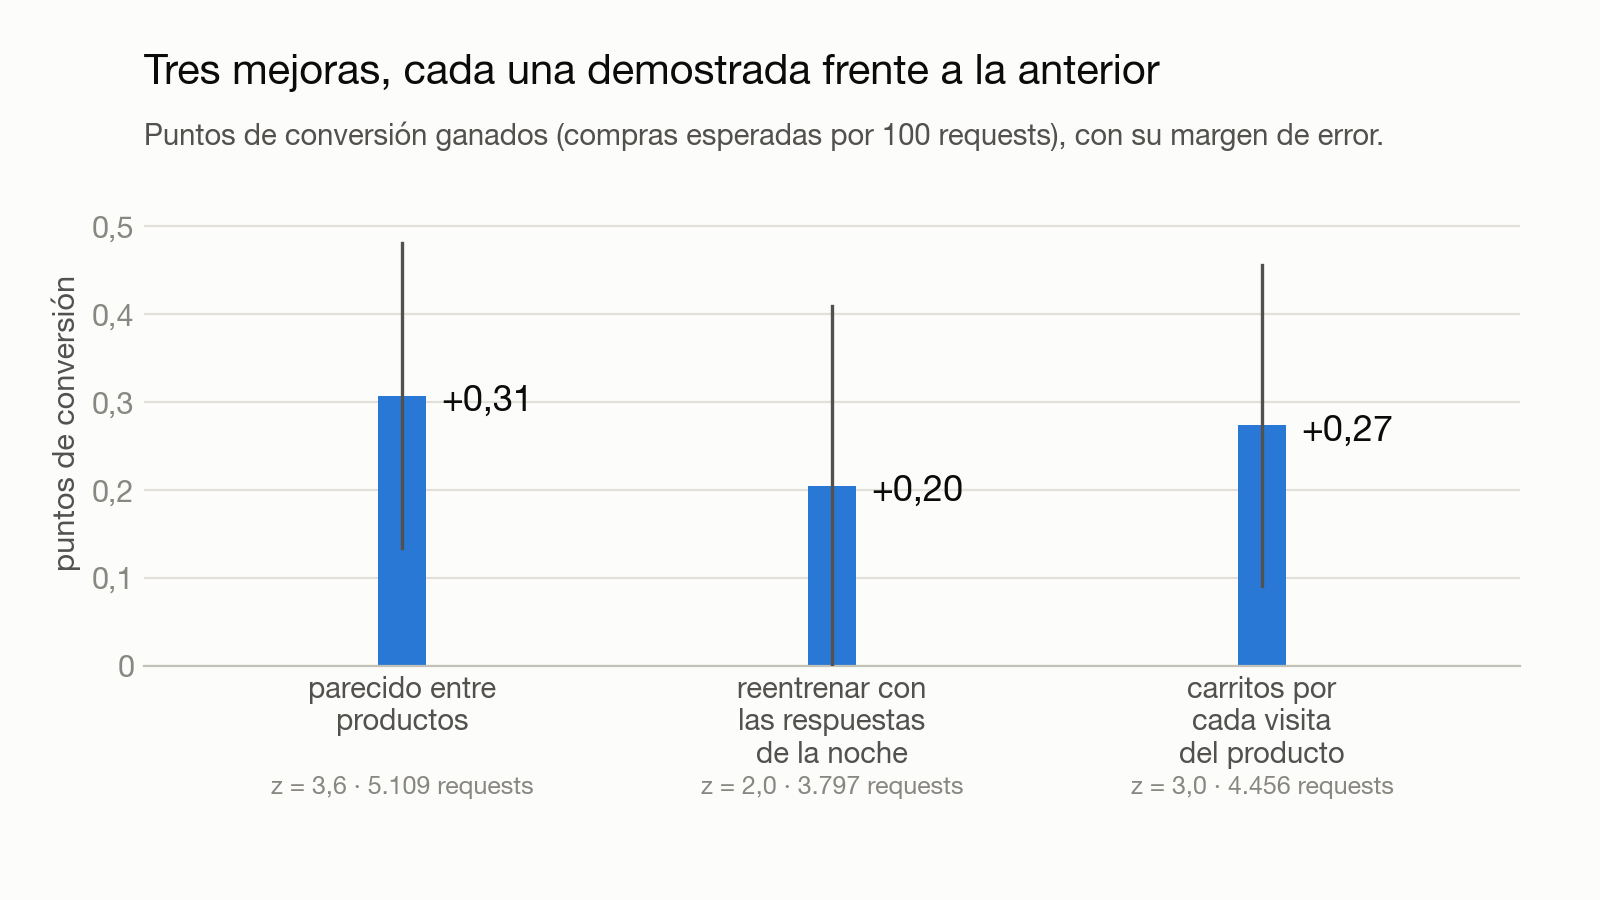 Tres mejoras, cada una demostrada frente a la anterior
Puntos de conversión ganados (compras esperadas por 100 requests), con su margen de error.
puntos de conversión
0,5
0,4
0,3
0,2
0,1
0
+0,31
+0,20
+0,27
parecido entre
productos
z = 3,6 · 5.109 requests
reentrenar con
las respuestas
de la noche
z = 2,0 · 3.797 requests
carritos por
cada visita
del producto
z = 3,0 · 4.456 requests